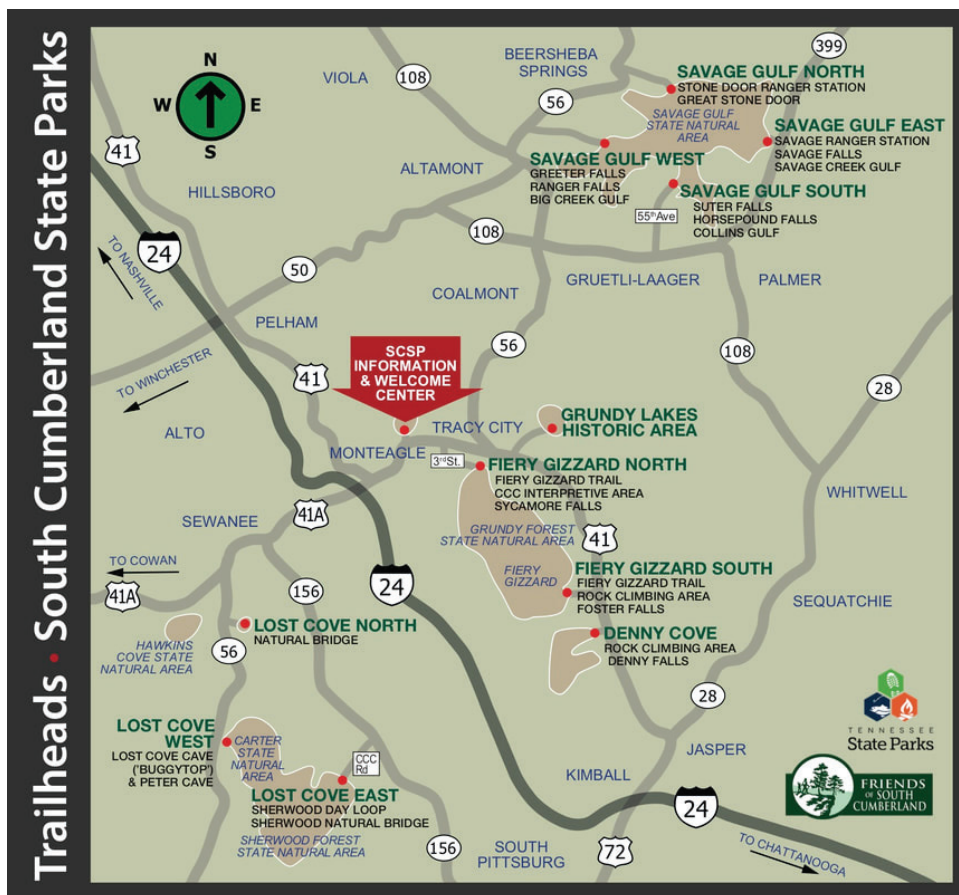 Trailheads • South Cumberland State Parks
N
W E
S
VIOLA
108
BEERSHEBA
SPRINGS
56
399
SAVAGE GULF NORTH
STONE DOOR RANGER STATION
GREAT STONE DOOR
SAVAGE GULF
STATE NATURAL
AREA
SAVAGE GULF EAST
SAVAGE RANGER STATION
SAVAGE FALLS
SAVAGE CREEK GULF
41
HILLSBORO
ALTAMONT
SAVAGE GULF WEST
GREETER FALLS
RANGER FALLS
BIG CREEK GULF
SAVAGE GULF SOUTH
SUTER FALLS
HORSEPOUND FALLS
COLLINS GULF
55th Ave
108
24
TO NASHVILLE
50
COALMONT
GRUETLI-LAAGER
PALMER
PELHAM
56
108
41
SCSP
INFORMATION
& WELCOME
CENTER
TO WINCHESTER
28
ALTO
TRACY CITY
GRUNDY LAKES
HISTORIC AREA
MONTEAGLE
3rd St.
FIERY GIZZARD NORTH
FIERY GIZZARD TRAIL
CCC INTERPRETIVE AREA
SYCAMORE FALLS
WHITWELL
41A
SEWANEE
GRUNDY FOREST
STATE NATURAL AREA
41
TO COWAN
41A
156
24
FIERY
GIZZARD
FIERY GIZZARD SOUTH
FIERY GIZZARD TRAIL
ROCK CLIMBING AREA
FOSTER FALLS
SEQUATCHIE
LOST COVE NORTH
NATURAL BRIDGE
HAWKINS
COVE STATE
NATURAL AREA
56
DENNY COVE
ROCK CLIMBING AREA
DENNY FALLS
28
LOST COVE
WEST
LOST COVE CAVE
('BUGGYTOP')
& PETER CAVE
CARTER
STATE
NATURAL
AREA
CCC
Rd
LOST COVE EAST
SHERWOOD DAY LOOP
SHERWOOD NATURAL BRIDGE
SHERWOOD FOREST
STATE NATURAL AREA
JASPER
KIMBALL
TENNESSEE
State Parks
FRIENDS
OF SOUTH
CUMBERLAND
24
156
SOUTH
PITTSBURG
72
TO CHATTANOOGA